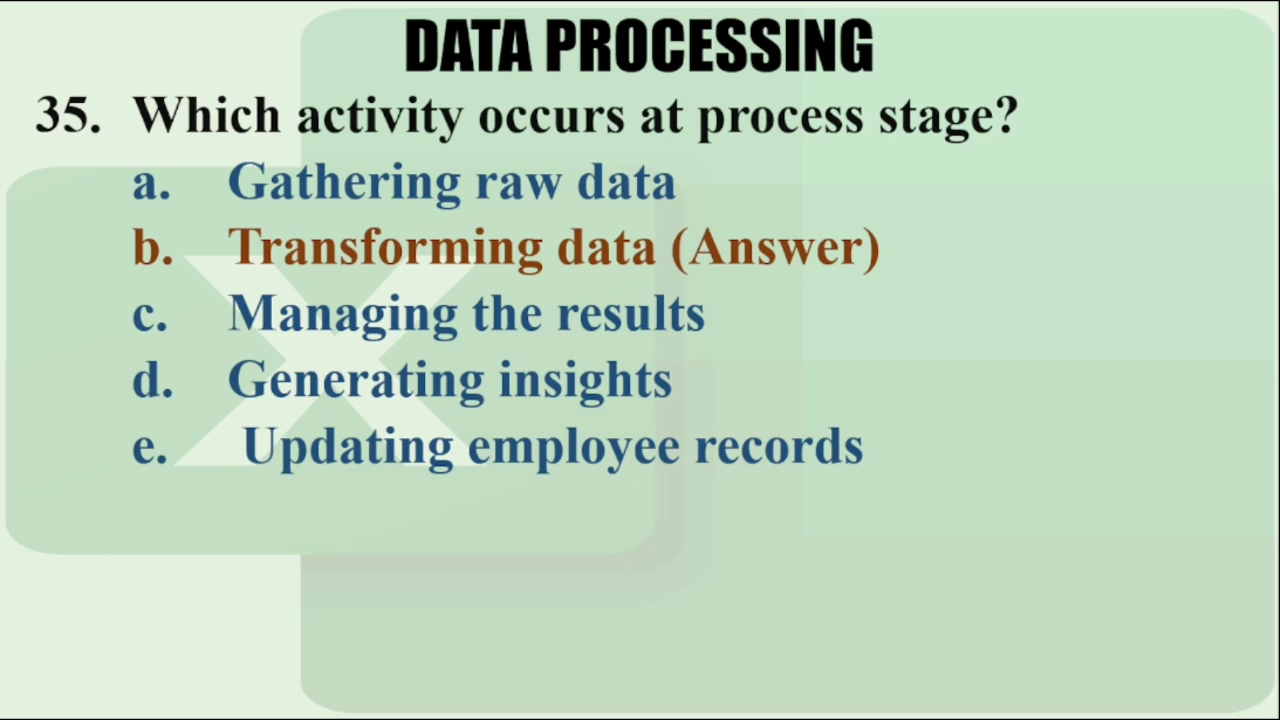 DATA PROCESSING
35. Which activity occurs at process stage?
a. Gathering raw data
b. Transforming data (Answer)
c. Managing the results
d. Generating insights
e. Updating employee records